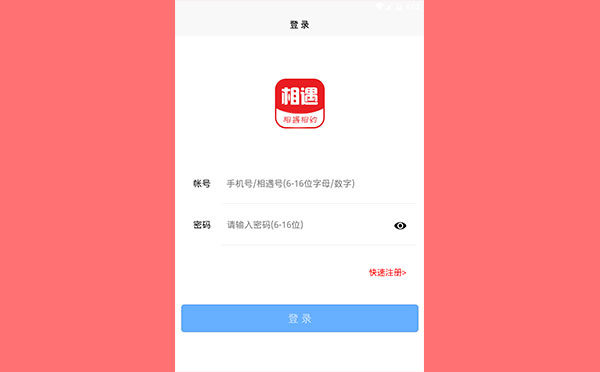 登 录
相遇
相遇相约
帐号 手机号/相遇号(6-16位字母/数字)
密码 请输入密码(6-16位)
快速注册>
登 录